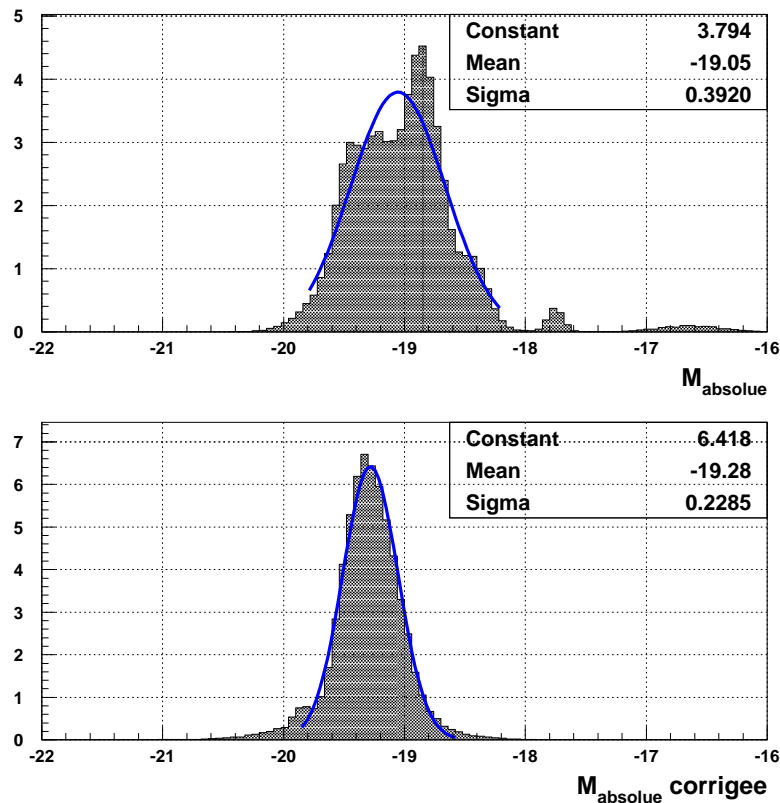 5
4
3
2
1
0
Constant 3.794
Mean -19.05
Sigma 0.3920
-22 -21 -20 -19 -18 -17 -16
M absolue
7
6
5
4
3
2
1
0
Constant 6.418
Mean -19.28
Sigma 0.2285
-22 -21 -20 -19 -18 -17 -16
M absolue corrigee